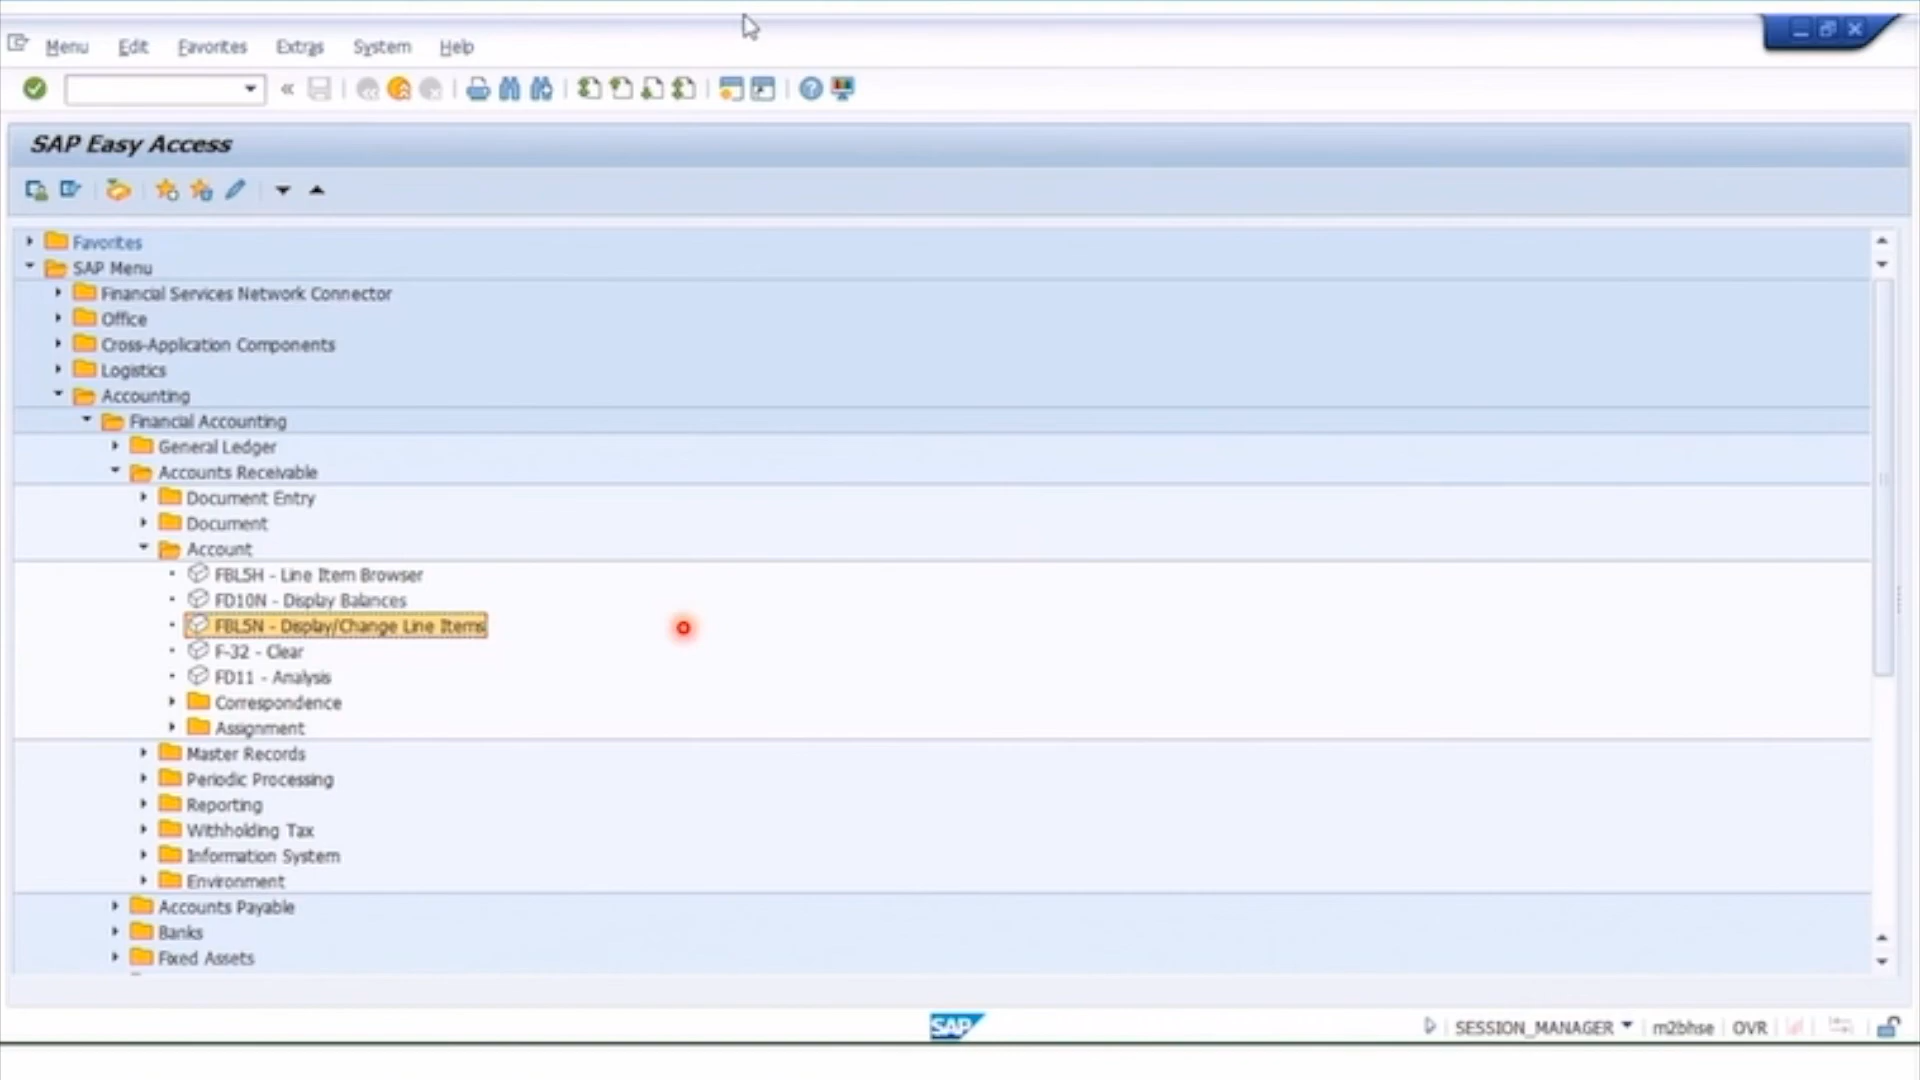 Menu Edit Favorites Extras System Help
SAP Easy Access
Favorites
SAP Menu
Financial Services Network Connector
Office
Cross-Application Components
Logistics
Accounting
Financial Accounting
General Ledger
Accounts Receivable
Document Entry
Document
Account
FBL5H - Line Item Browser
FD10N - Display Balances
FBL5N - Display/Change Line Items
F-32 - Clear
FD11 - Analysis
Correspondence
Assignment
Master Records
Periodic Processing
Reporting
Withholding Tax
Information System
Environment
Accounts Payable
Banks
Fixed Assets
SAP
SESSION_MANAGER m2bhse OVR